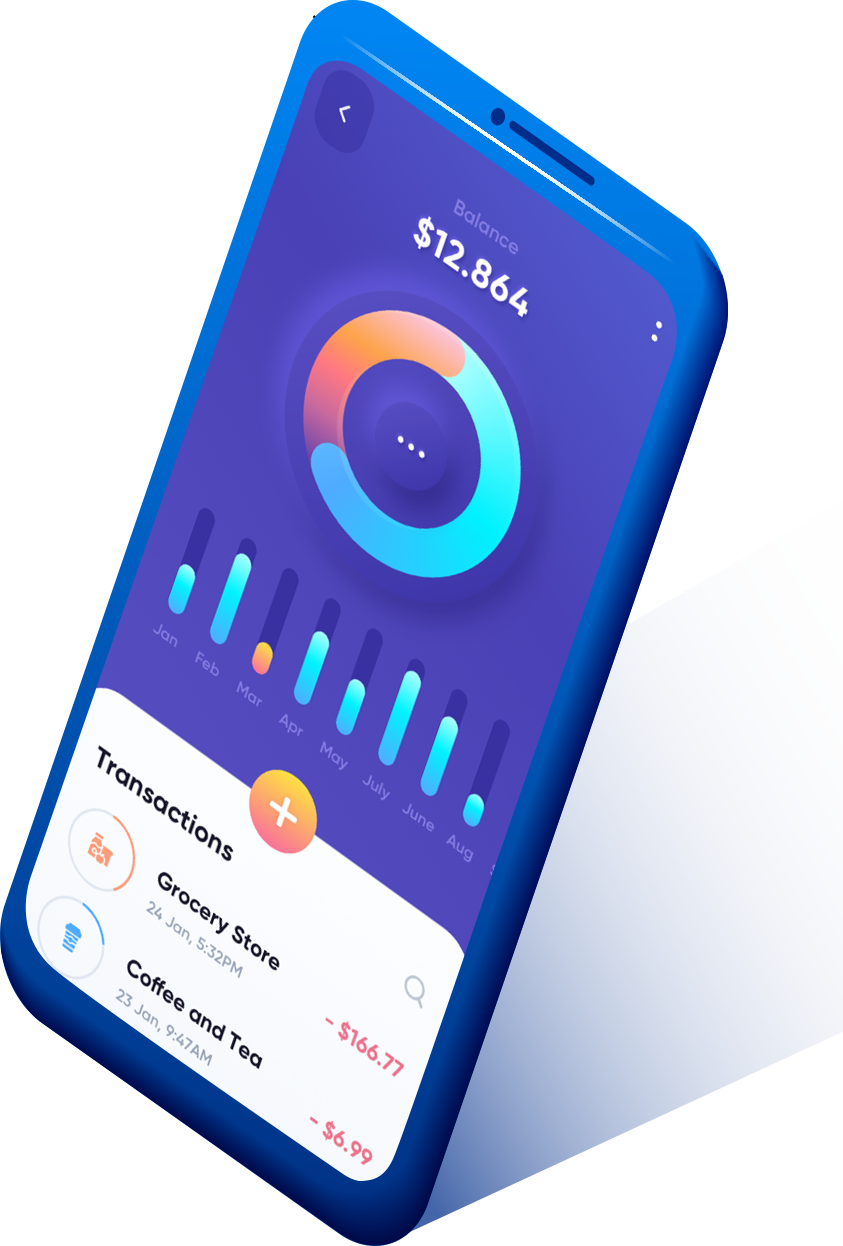 Balance
$12.864
Jan
Feb
Mar
Apr
May
July
June
Aug
Transactions
Grocery Store
24 Jan, 5:32PM
- $166.77
Coffee and Tea
23 Jan, 9:47AM
- $6.99